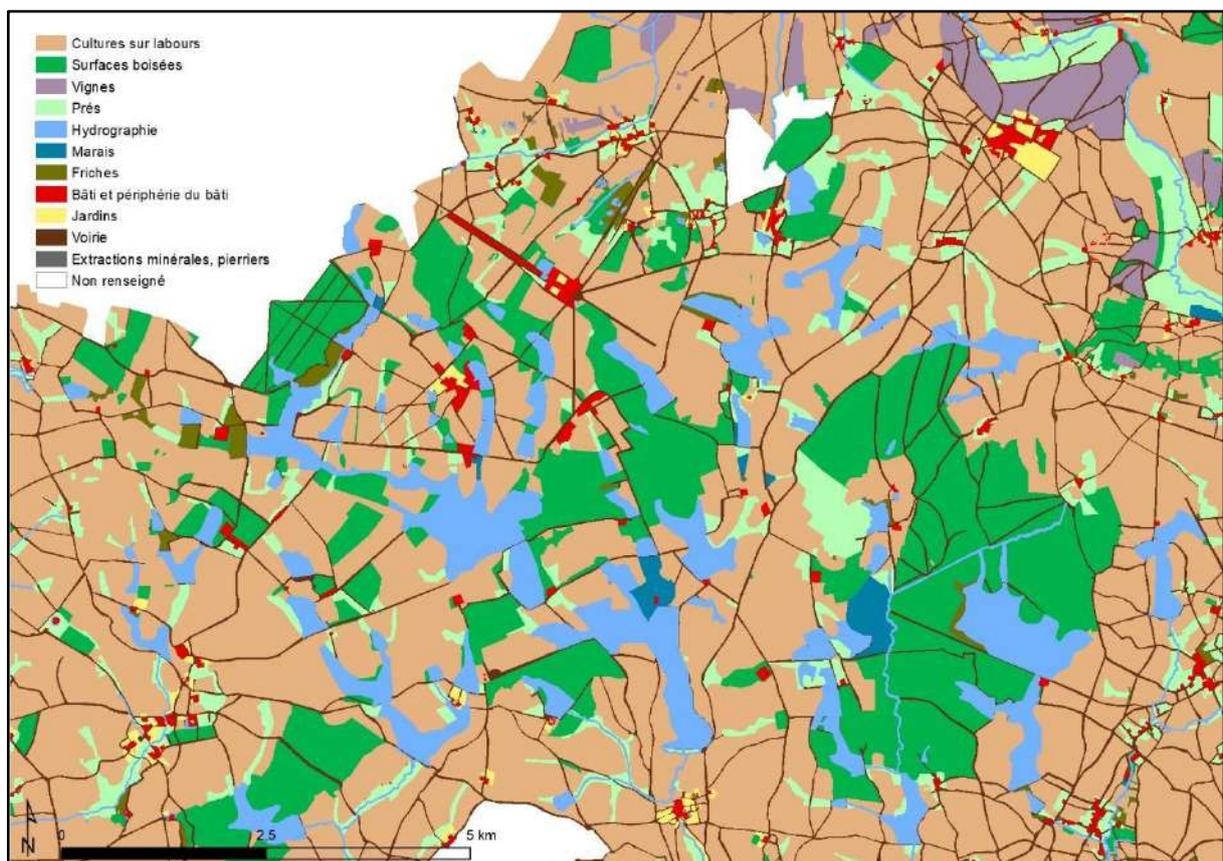 Cultures sur labours
Surfaces boisées
Vignes
Prés
Hydrographie
Marais
Friches
Bâti et périphérie du bâti
Jardins
Voirie
Extractions minérales, pierriers
Non renseigné
N
0 2.5 5 km